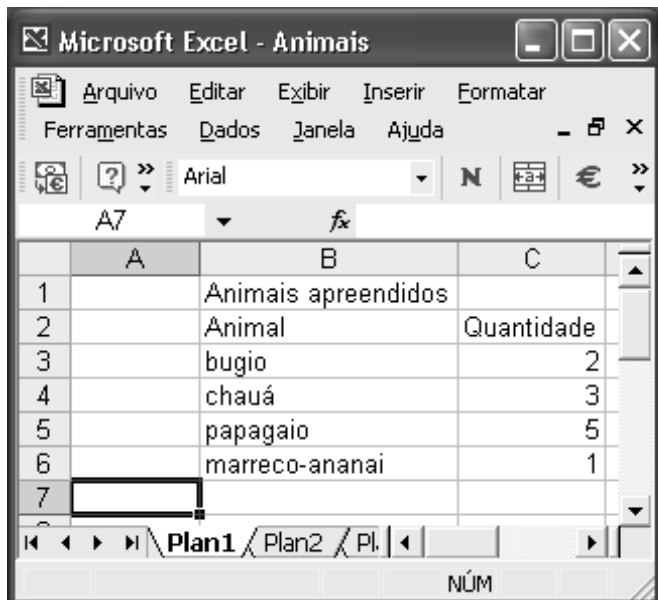 Microsoft Excel - Animais
Arquivo Editar Exibir Inserir Formatar
Ferramentas Dados Janela Ajuda
Arial N a €
A7 fx
A B C
1 Animais apreendidos
2 Animal Quantidade
3 bugio 2
4 chauá 3
5 papagaio 5
6 marreco-ananai 1
7
Plan1 Plan2 Pl
NÚM